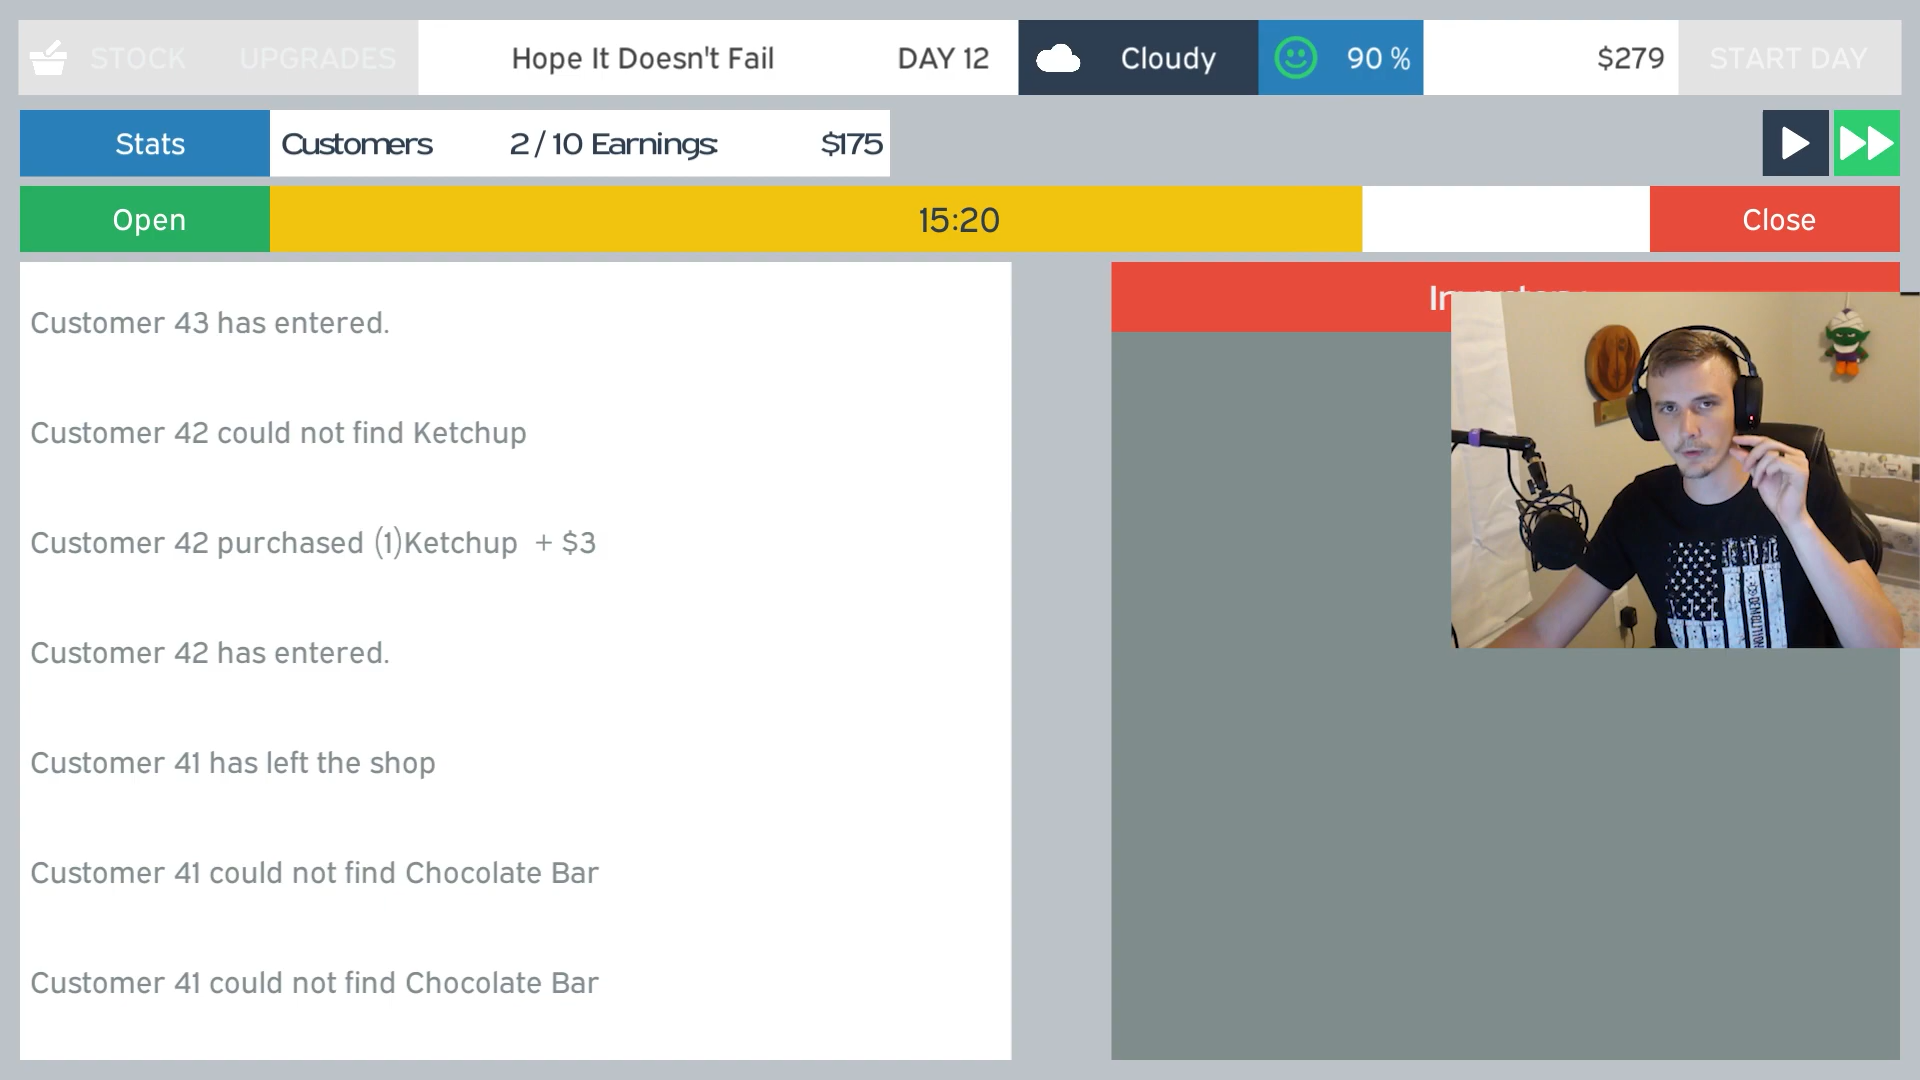 STOCK UPGRADES Hope It Doesn't Fail DAY 12 Cloudy 90 % $279 START DAY
Stats Customers 2 / 10 Earnings: $175
Open 15:20 Close
Customer 43 has entered.
Customer 42 could not find Ketchup
Customer 42 purchased (1)Ketchup + $3
Customer 42 has entered.
Customer 41 has left the shop
Customer 41 could not find Chocolate Bar
Customer 41 could not find Chocolate Bar
DEMOLITION